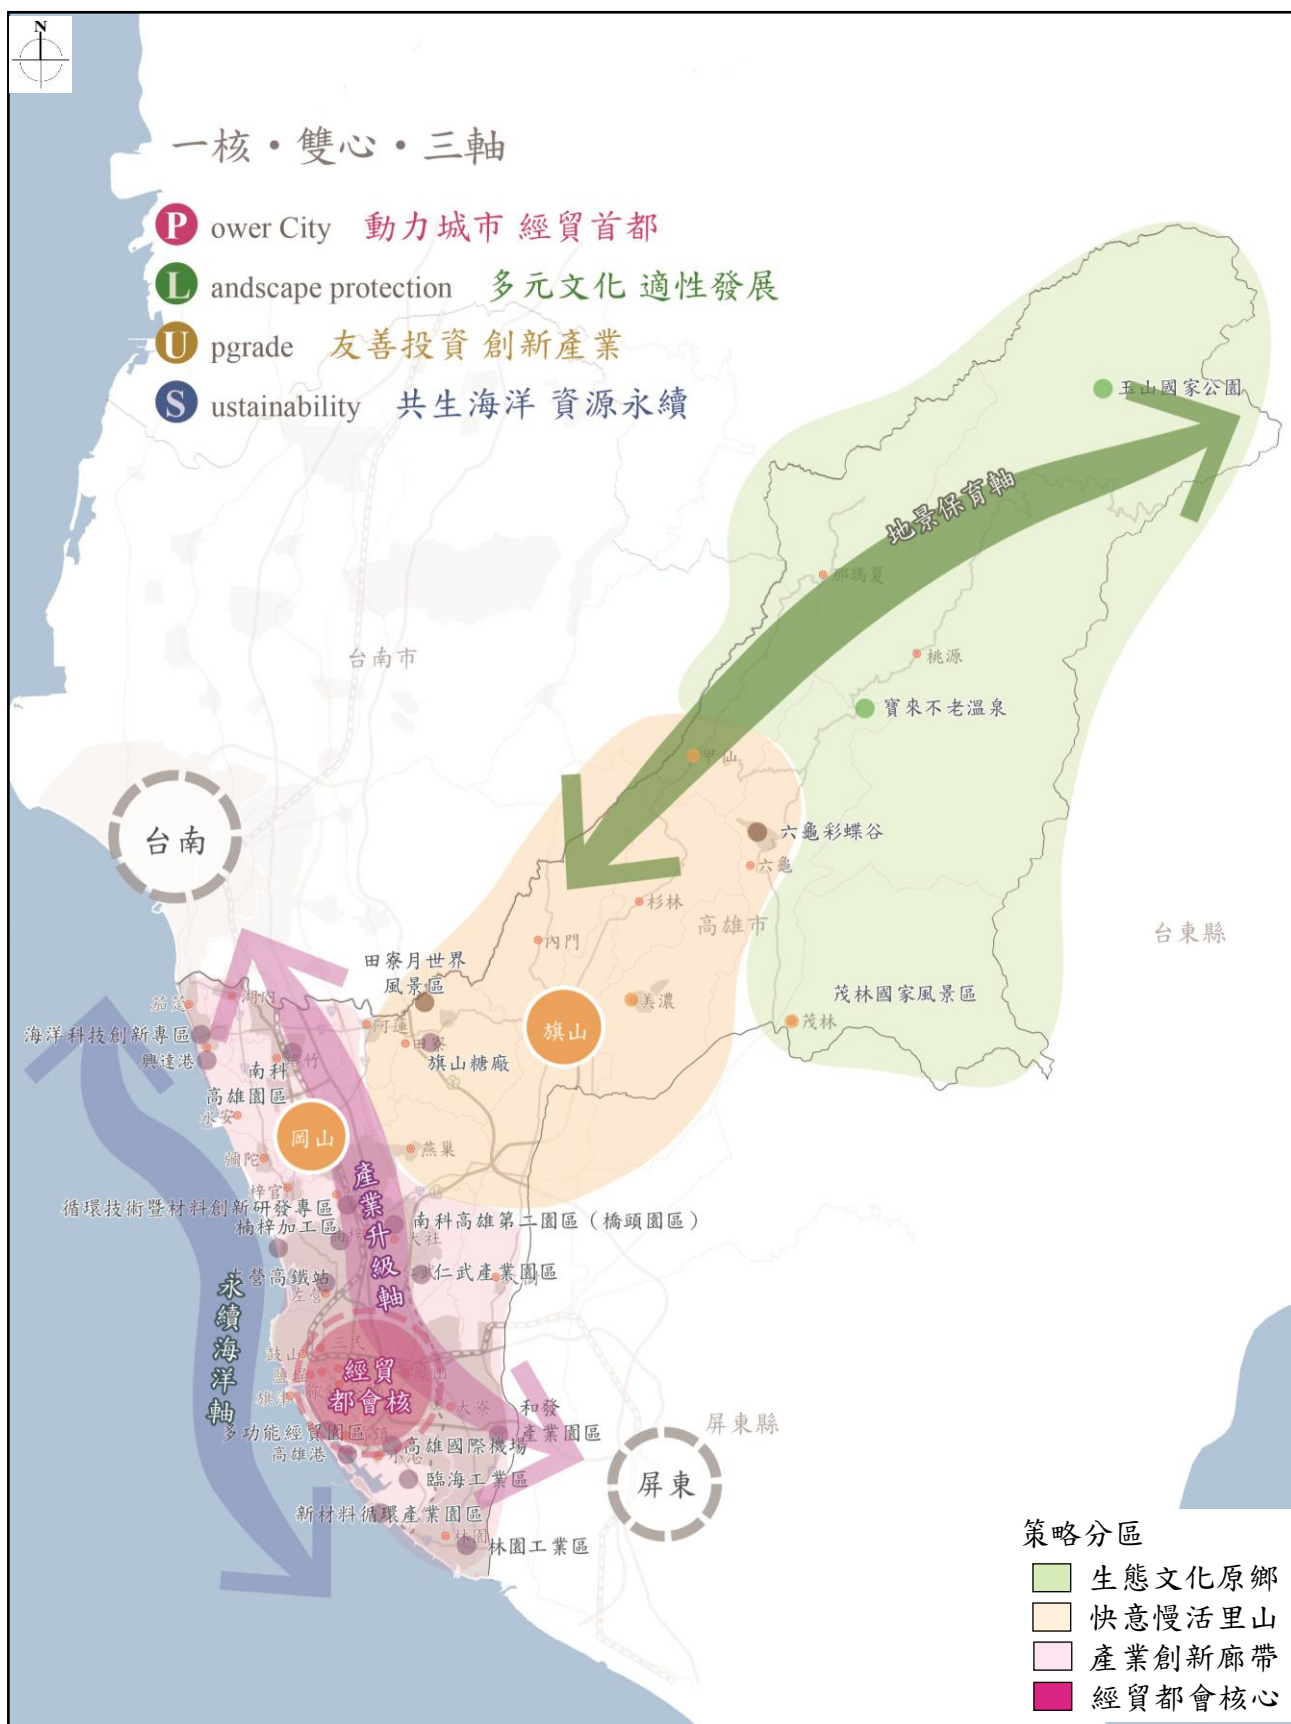 N
一核・雙心・三軸
P ower City 動力城市 經貿首都
L andscape protection 多元文化 適性發展
U pgrade 友善投資 創新產業
S ustainability 共生海洋 資源永續
玉山國家公園
地景保育軸
那瑪夏
台南市
桃源
寶來不老溫泉
甲仙
台南
六龜彩蝶谷
六龜
杉林
高雄市
內門
台東縣
田寮月世界
風景區
茂林國家風景區
茄萣
湖內
美濃
旗山
茂林
阿蓮
海洋科技創新專區
田寮
興達港
路竹
旗山糖廠
南科
高雄園區
永安
岡山
燕巢
彌陀
產業升級軸
梓官
循環技術暨材料創新研發專區
楠梓加工區
南科高雄第二園區（橋頭園區）
大社
營高鐵站
仁武產業園區
左營
永續海洋軸
三民
鼓山
鹽埕
經貿
都會核
鳳山
旗津
大寮
和發
產業園區
多功能經貿園區
屏東縣
高雄國際機場
高雄港
臨海工業區
屏東
新材料循環產業園區
林園
林園工業區
策略分區
生態文化原鄉
快意慢活里山
產業創新廊帶
經貿都會核心